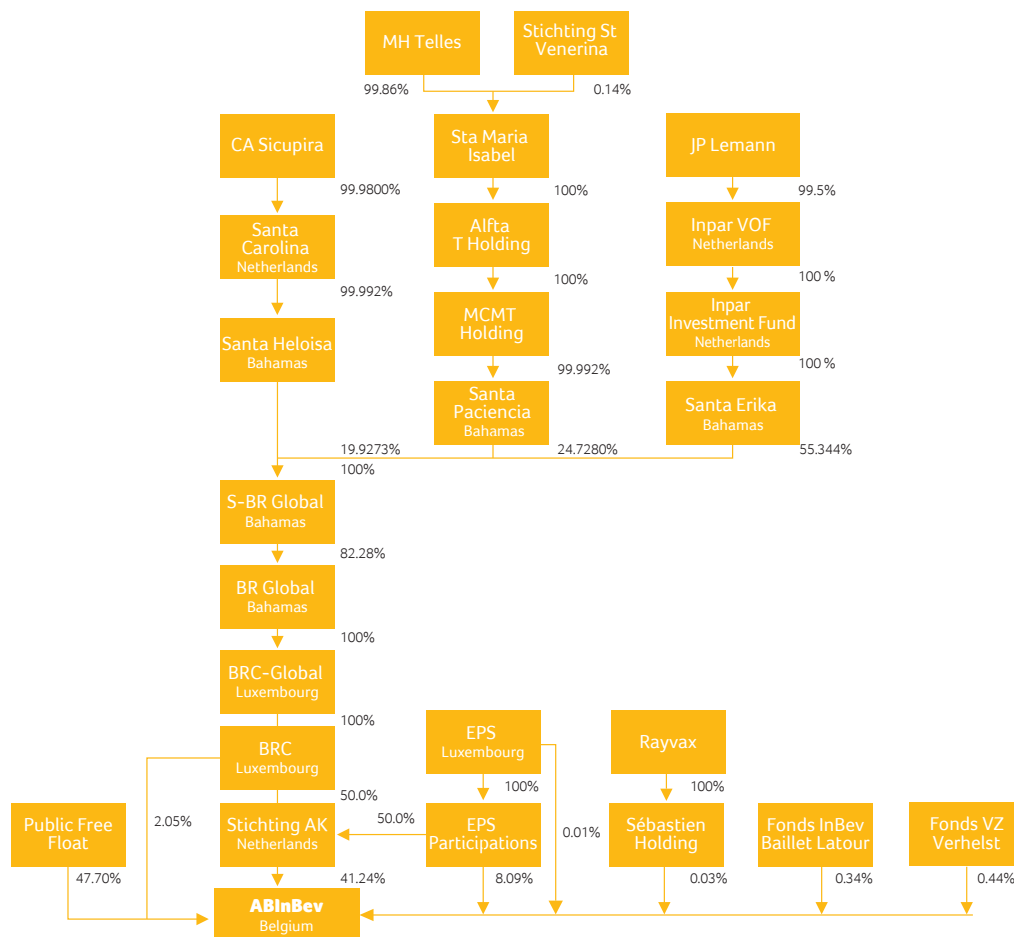 MH Telles
Stichting St
Venerina
99.86%
0.14%
CA Sicupira
Sta Maria
Isabel
JP Lemann
99.9800%
100%
99.5%
Santa
Carolina
Netherlands
Alfta
T Holding
Inpar VOF
Netherlands
99.992%
100%
100 %
Santa Heloisa
Bahamas
MCMT
Holding
Inpar
Investment Fund
Netherlands
99.992%
100 %
Santa
Paciencia
Bahamas
Santa Erika
Bahamas
19.9273%
24.7280%
55.344%
100%
S-BR Global
Bahamas
82.28%
BR Global
Bahamas
100%
BRC-Global
Luxembourg
100%
BRC
Luxembourg
EPS
Luxembourg
Rayvax
50.0%
100%
100%
Public Free
Float
2.05%
Stichting AK
Netherlands
50.0%
EPS
Participations
0.01%
Sébastien
Holding
Fonds InBev
Baillet Latour
Fonds VZ
Verhelst
47.70%
41.24%
8.09%
0.03%
0.34%
0.44%
ABInBev
Belgium